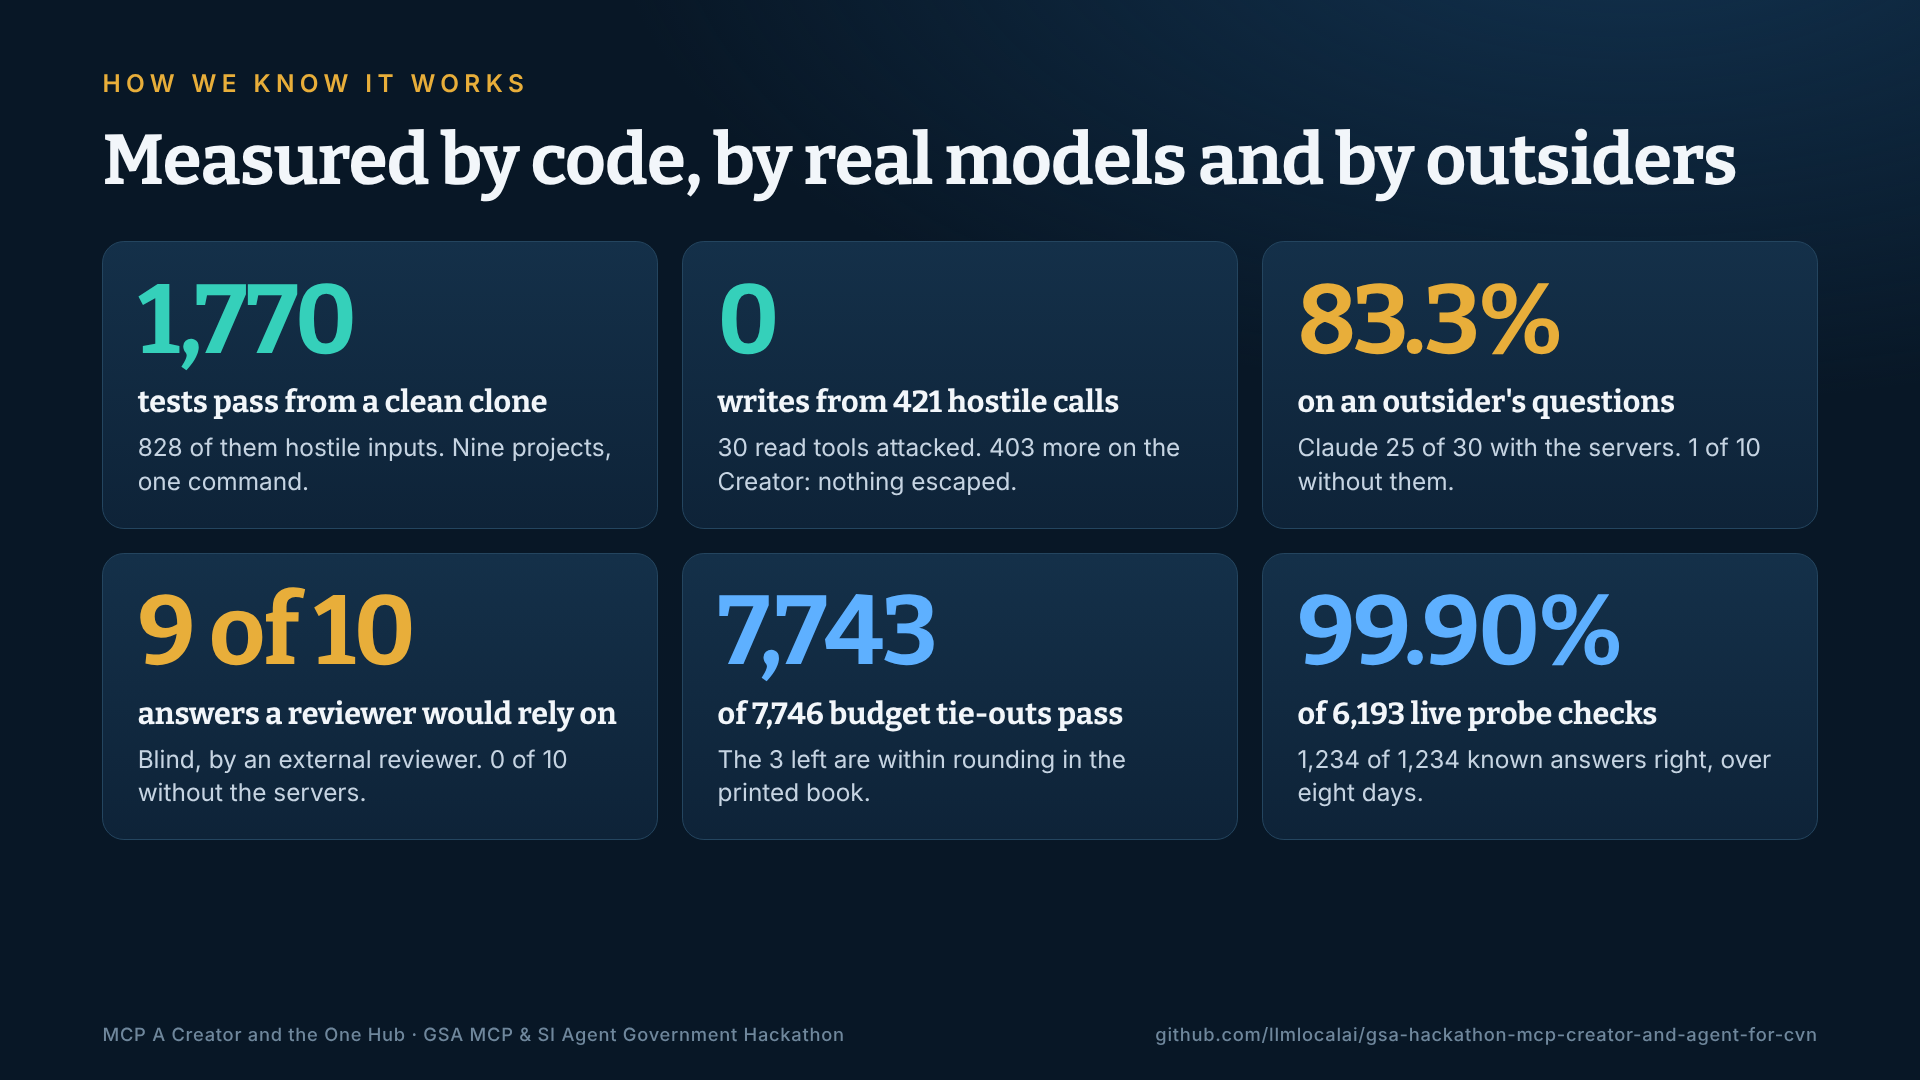 HOW WE KNOW IT WORKS
Measured by code, by real models and by outsiders
1,770
tests pass from a clean clone
828 of them hostile inputs. Nine projects,
one command.
0
writes from 421 hostile calls
30 read tools attacked. 403 more on the
Creator: nothing escaped.
83.3%
on an outsider's questions
Claude 25 of 30 with the servers. 1 of 10
without them.
9 of 10
answers a reviewer would rely on
Blind, by an external reviewer. 0 of 10
without the servers.
7,743
of 7,746 budget tie-outs pass
The 3 left are within rounding in the
printed book.
99.90%
of 6,193 live probe checks
1,234 of 1,234 known answers right, over
eight days.
MCP A Creator and the One Hub · GSA MCP & SI Agent Government Hackathon
github.com/llmlocalai/gsa-hackathon-mcp-creator-and-agent-for-cvn